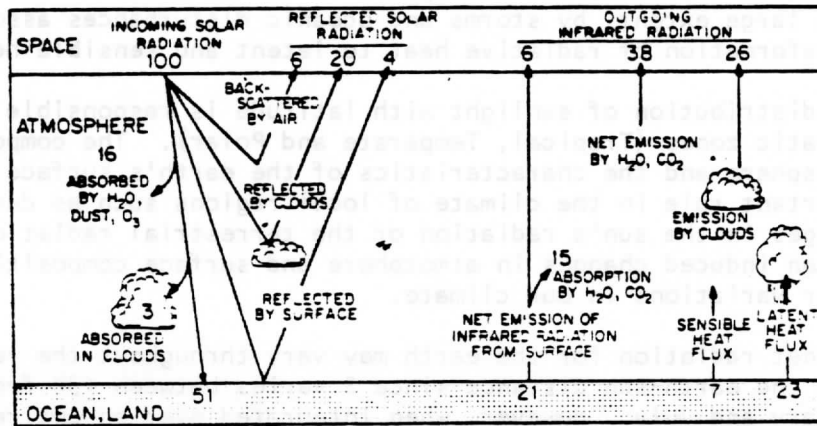 SPACE
INCOMING SOLAR
RADIATION
100
REFLECTED SOLAR
RADIATION
6
20
4
OUTGOING
INFRARED RADIATION
6
38
26
BACK-
SCATTERED
BY AIR
ATMOSPHERE
16
ABSORBED
BY H₂O,
DUST, O₃
REFLECTED
BY CLOUDS
NET EMISSION
BY H₂O, CO₂
EMISSION
BY CLOUDS
15
ABSORPTION
BY H₂O, CO₂
3
ABSORBED
IN CLOUDS
REFLECTED
BY SURFACE
NET EMISSION OF
INFRARED RADIATION
FROM SURFACE
SENSIBLE
HEAT
FLUX
LATENT
HEAT
FLUX
OCEAN, LAND
51
21
7
23